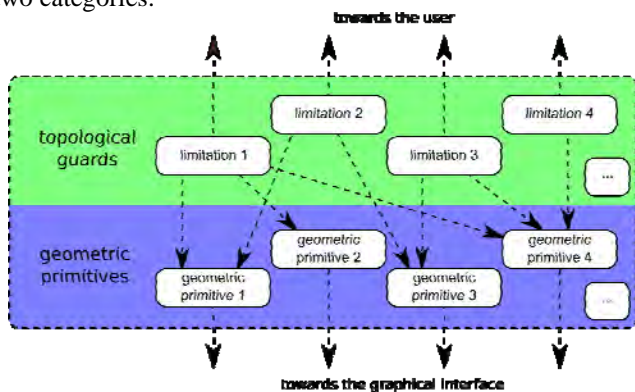 wo categories:
towards the user
limitation 2
limitation 4
topological
guards
limitation 1
limitation 3
...
geometric
primitives
geometric
primitive 2
geometric
primitive 4
geometric
primitive 1
geometric
primitive 3
...
towards the graphical interface